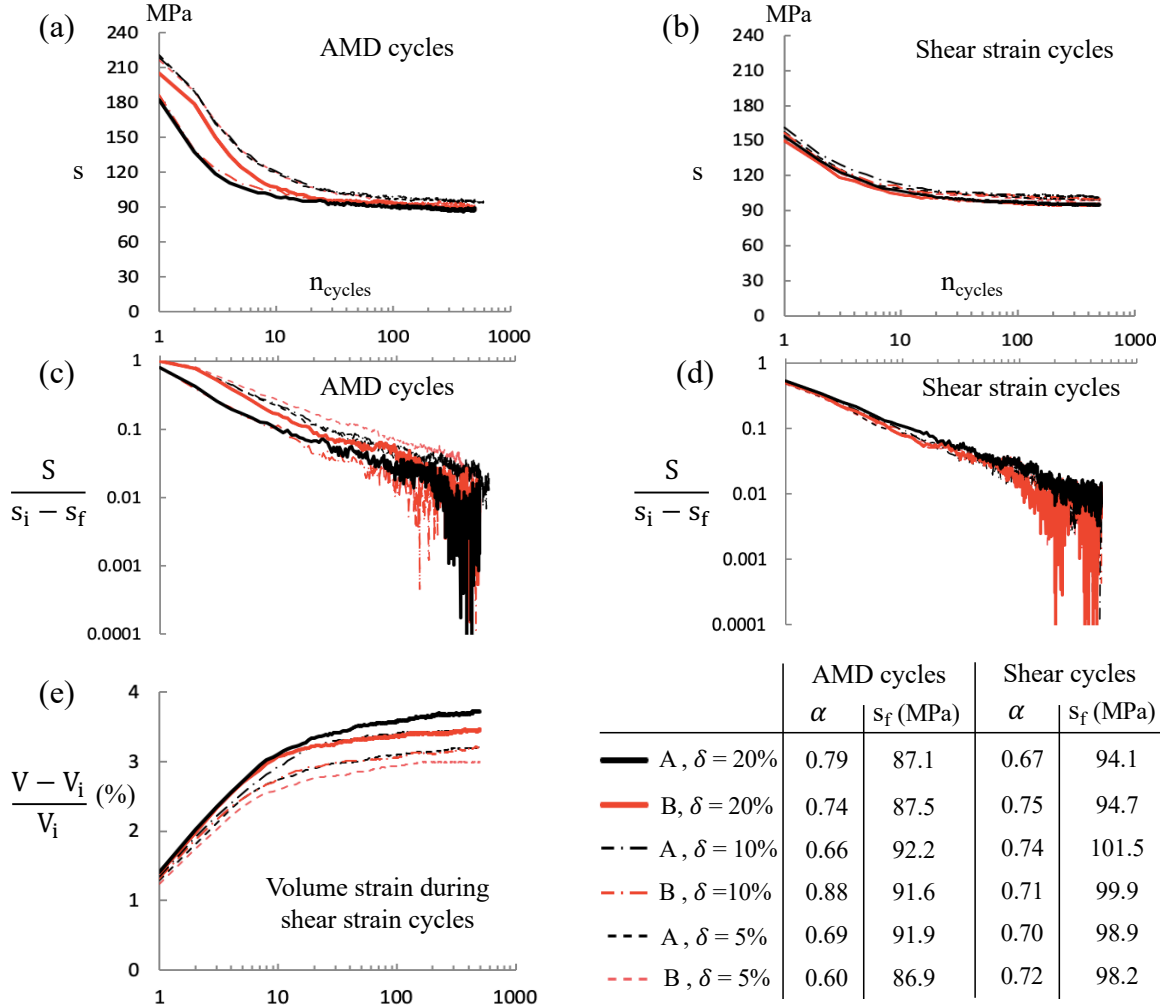 (a)
MPa
AMD cycles
240
210
180
150
120
90
60
30
0
s
n_cycles
1
10
100
1000
(b)
MPa
Shear strain cycles
240
210
180
150
120
90
60
30
0
s
n_cycles
1
10
100
1000
(c)
AMD cycles
1
0.1
0.01
0.001
0.0001
S
s_i − s_f
(d)
Shear strain cycles
1
0.1
0.01
0.001
0.0001
S
s_i − s_f
(e)
4
3
2
1
0
V − V_i
V_i
(%)
Volume strain during
shear strain cycles
1
10
100
1000
AMD cycles Shear cycles
α s_f (MPa) α s_f (MPa)
A , δ = 20% 0.79 87.1 0.67 94.1
B, δ = 20% 0.74 87.5 0.75 94.7
A , δ = 10% 0.66 92.2 0.74 101.5
B , δ =10% 0.88 91.6 0.71 99.9
A , δ = 5% 0.69 91.9 0.70 98.9
B , δ = 5% 0.60 86.9 0.72 98.2